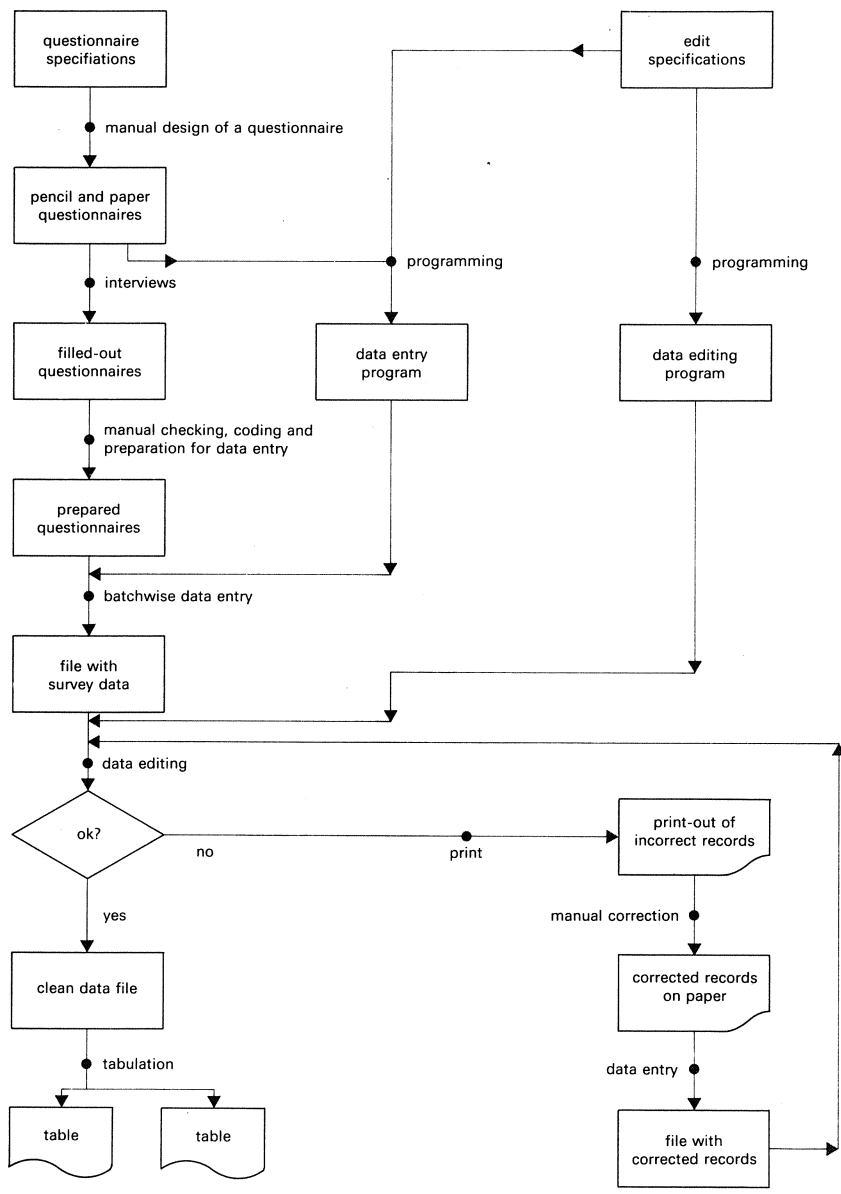 questionnaire
specifiations
edit
specifications
manual design of a questionnaire
pencil and paper
questionnaires
programming
programming
interviews
filled-out
questionnaires
data entry
program
data editing
program
manual checking, coding and
preparation for data entry
prepared
questionnaires
batchwise data entry
file with
survey data
data editing
ok?
no
print
print-out of
incorrect records
yes
manual correction
clean data file
corrected records
on paper
tabulation
data entry
table
table
file with
corrected records